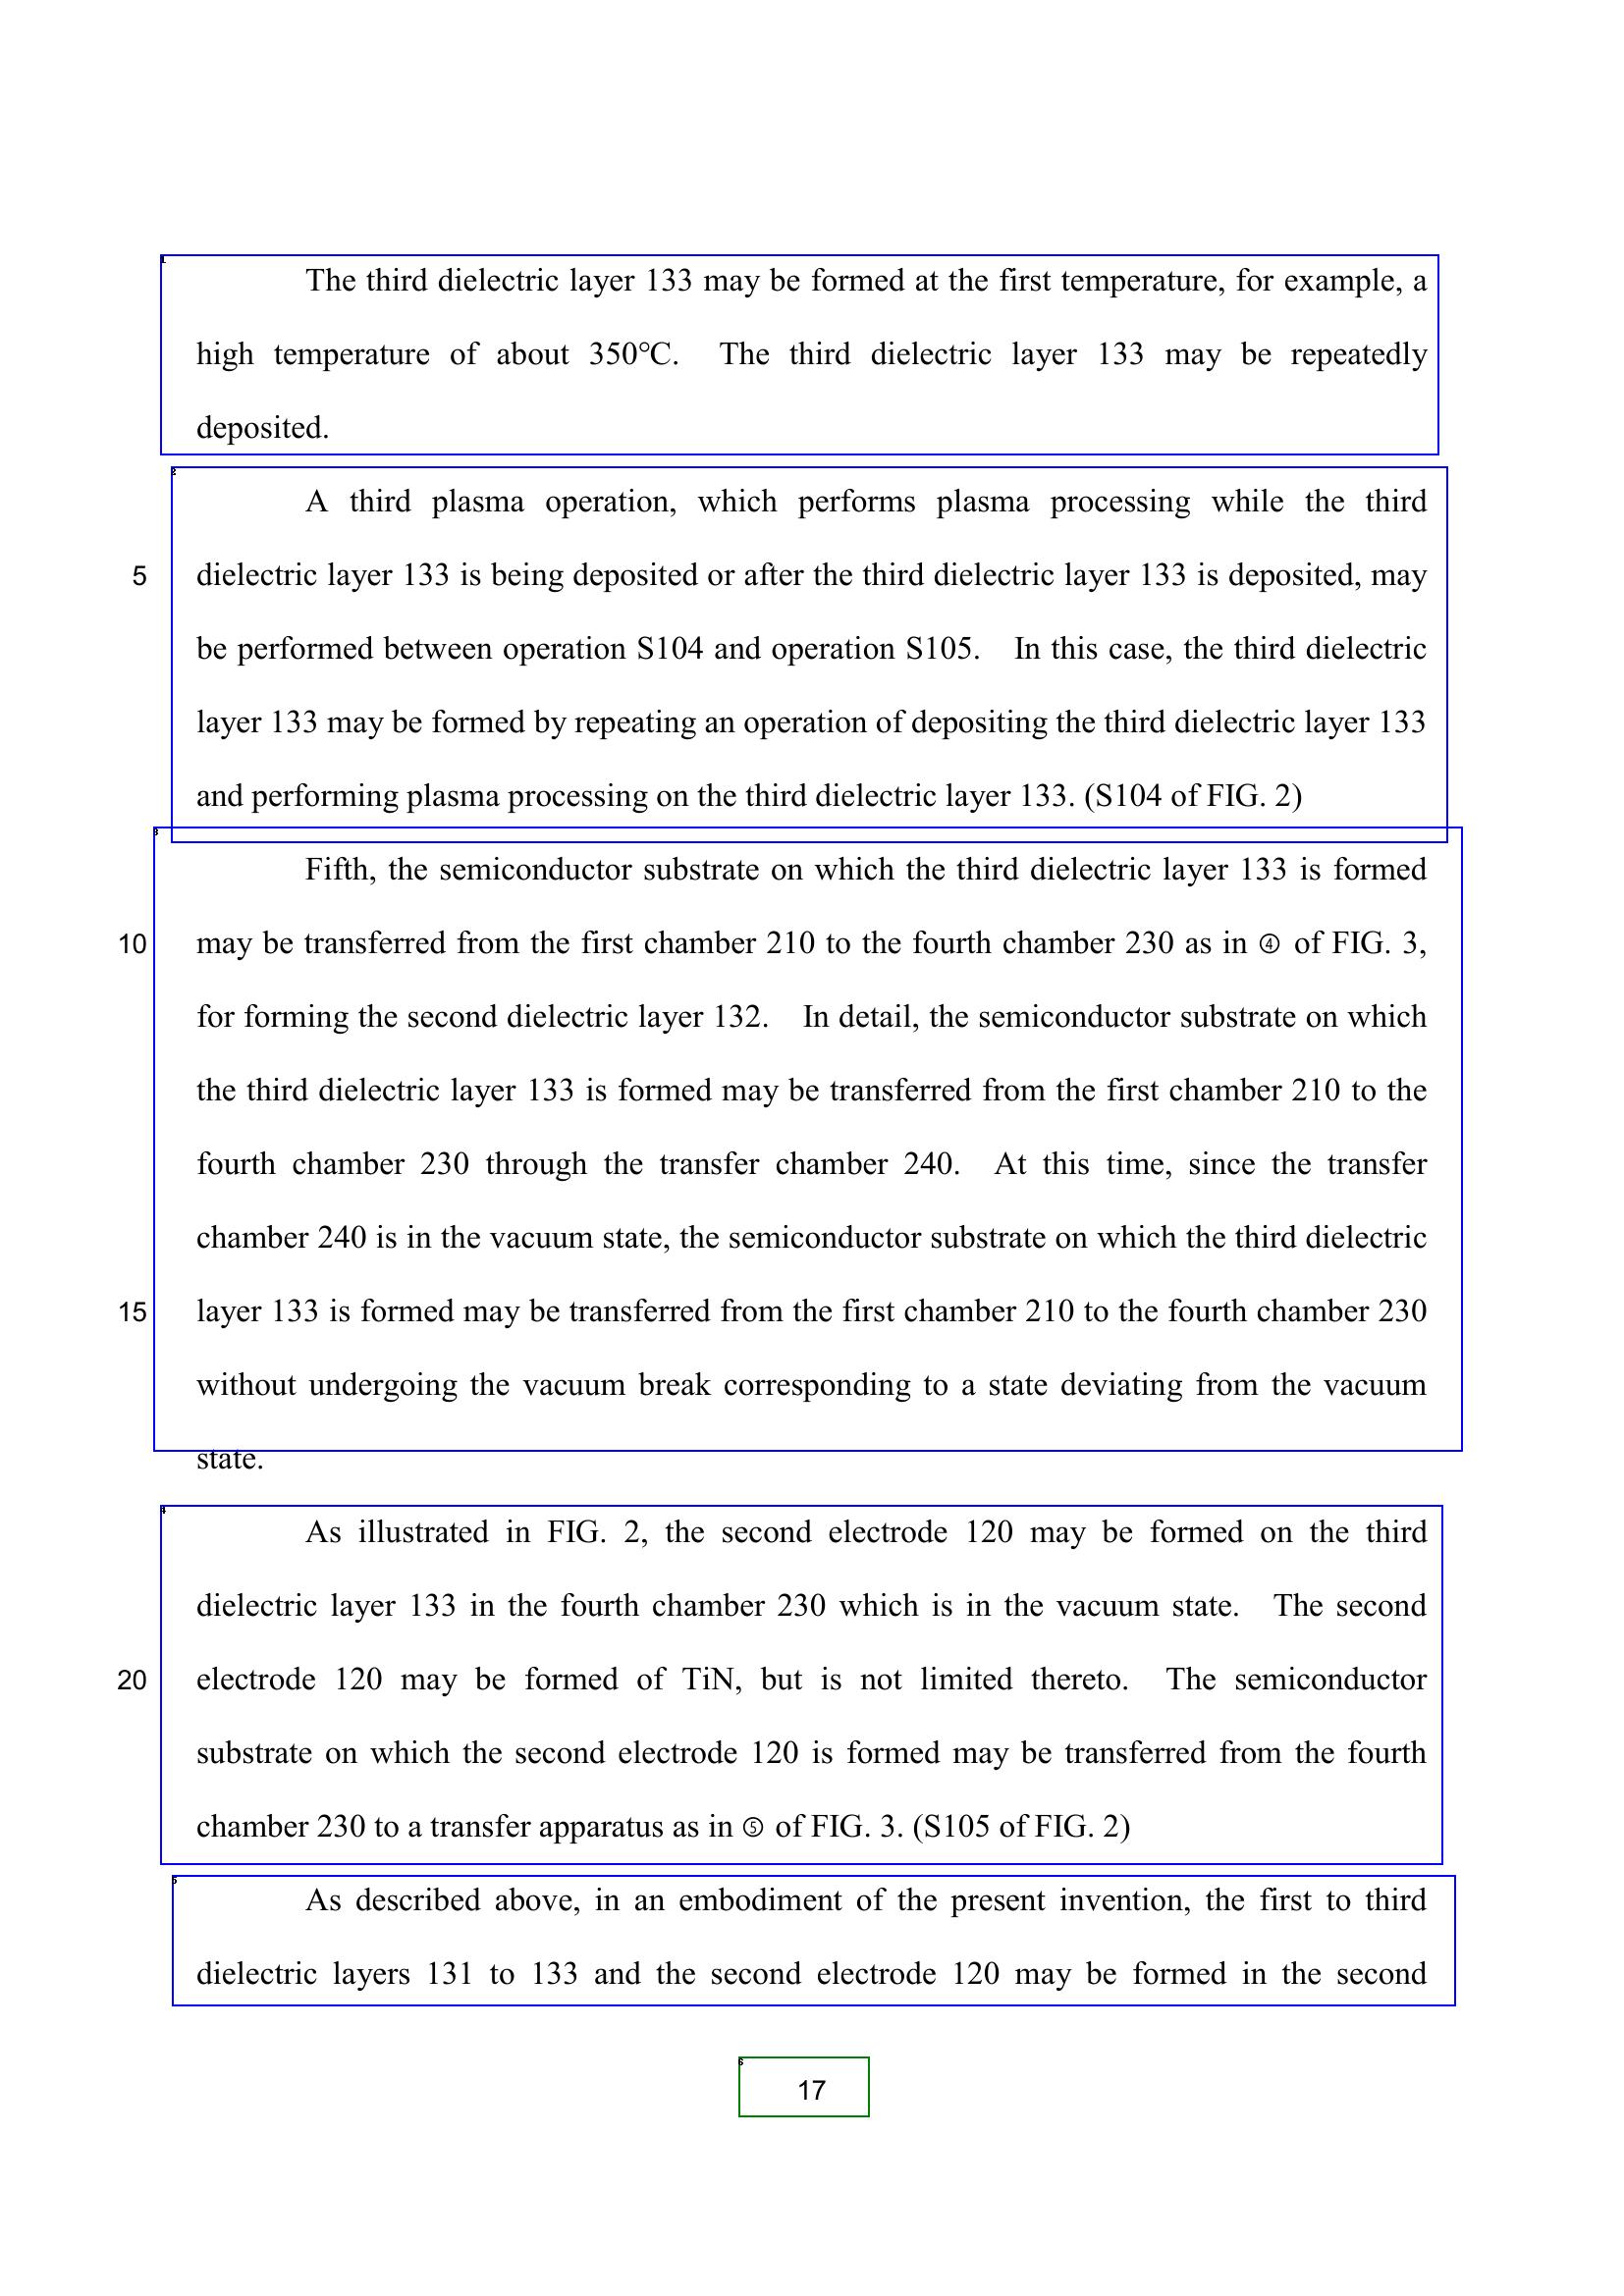 The third dielectric layer 133 may be formed at the first temperature, for example, a
high temperature of about 350℃. The third dielectric layer 133 may be repeatedly
deposited.
A third plasma operation, which performs plasma processing while the third
5 dielectric layer 133 is being deposited or after the third dielectric layer 133 is deposited, may
be performed between operation S104 and operation S105. In this case, the third dielectric
layer 133 may be formed by repeating an operation of depositing the third dielectric layer 133
and performing plasma processing on the third dielectric layer 133. (S104 of FIG. 2)
Fifth, the semiconductor substrate on which the third dielectric layer 133 is formed
10 may be transferred from the first chamber 210 to the fourth chamber 230 as in ④ of FIG. 3,
for forming the second dielectric layer 132. In detail, the semiconductor substrate on which
the third dielectric layer 133 is formed may be transferred from the first chamber 210 to the
fourth chamber 230 through the transfer chamber 240. At this time, since the transfer
chamber 240 is in the vacuum state, the semiconductor substrate on which the third dielectric
15 layer 133 is formed may be transferred from the first chamber 210 to the fourth chamber 230
without undergoing the vacuum break corresponding to a state deviating from the vacuum
state.
As illustrated in FIG. 2, the second electrode 120 may be formed on the third
dielectric layer 133 in the fourth chamber 230 which is in the vacuum state. The second
20 electrode 120 may be formed of TiN, but is not limited thereto. The semiconductor
substrate on which the second electrode 120 is formed may be transferred from the fourth
chamber 230 to a transfer apparatus as in ⑤ of FIG. 3. (S105 of FIG. 2)
As described above, in an embodiment of the present invention, the first to third
dielectric layers 131 to 133 and the second electrode 120 may be formed in the second
17